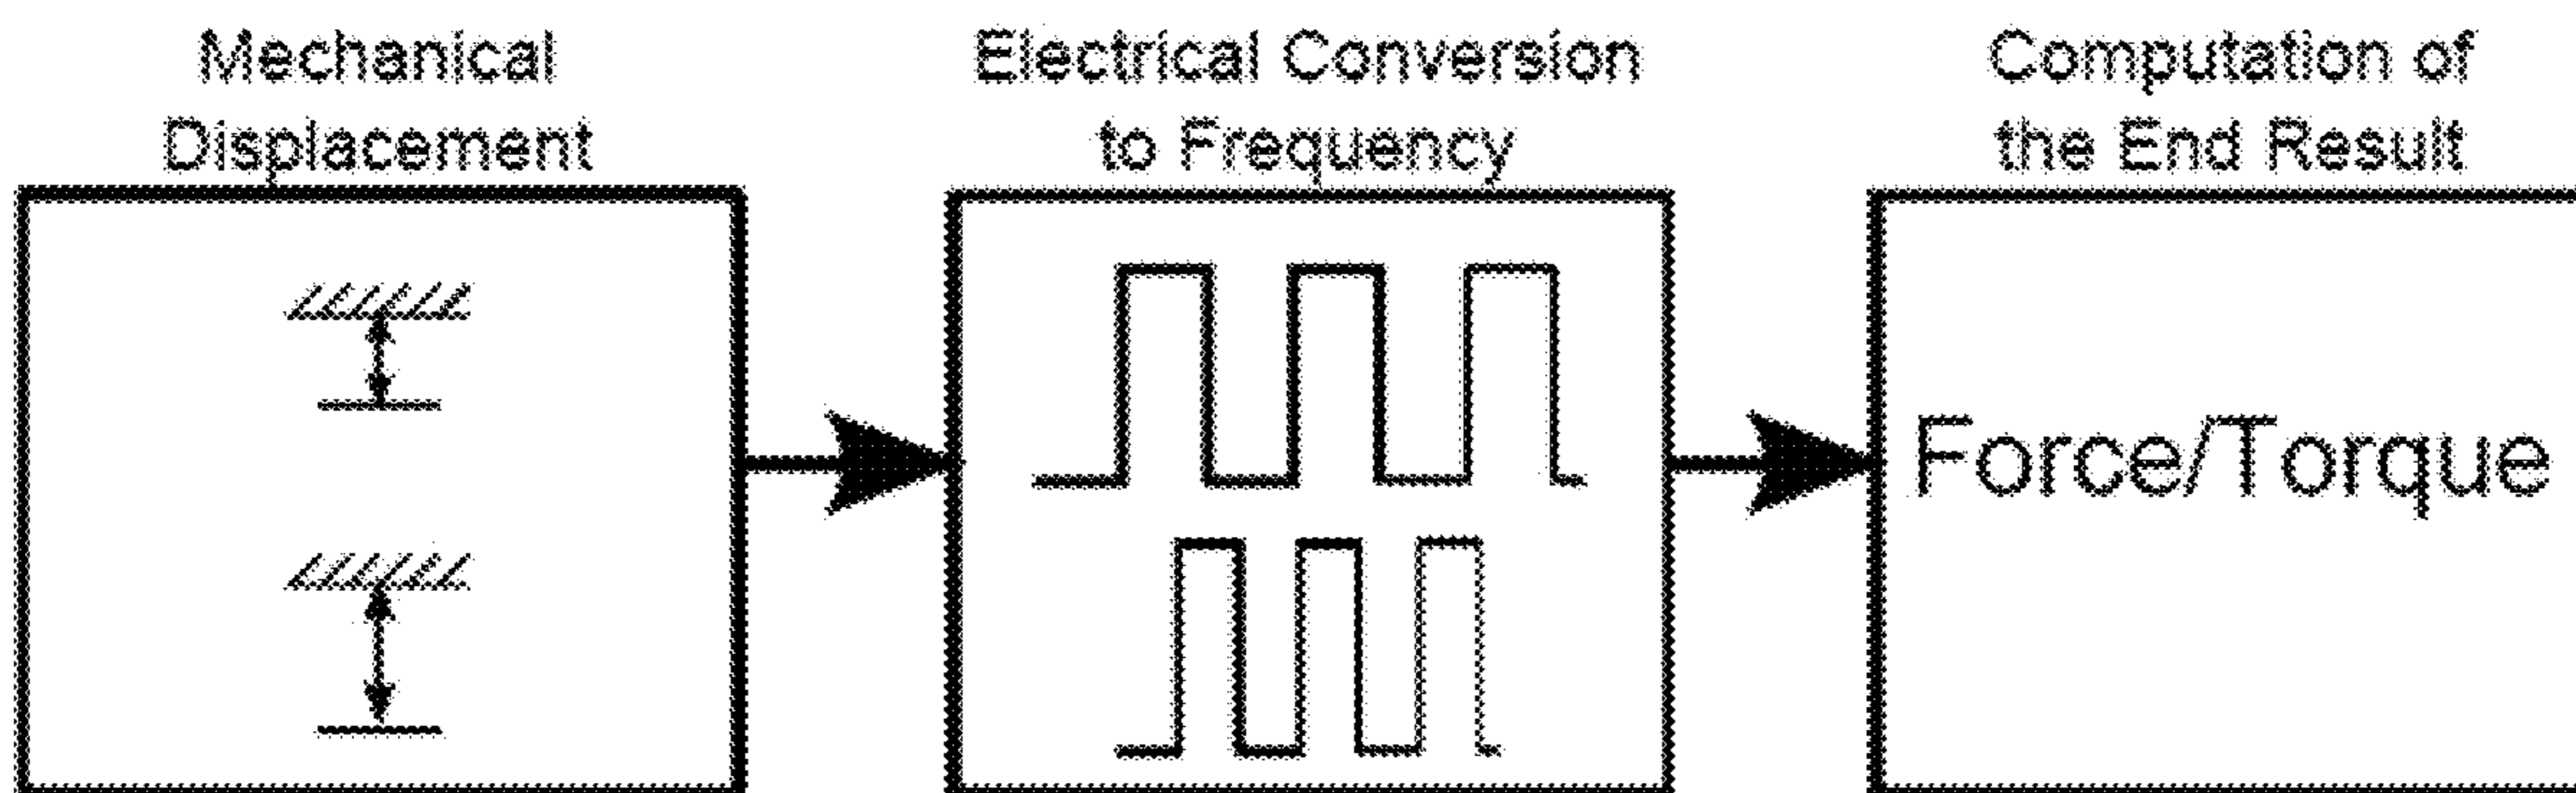 Mechanical
Displacement
Electrical Conversion
to Frequency
Computation of
the End Result
Force/Torque